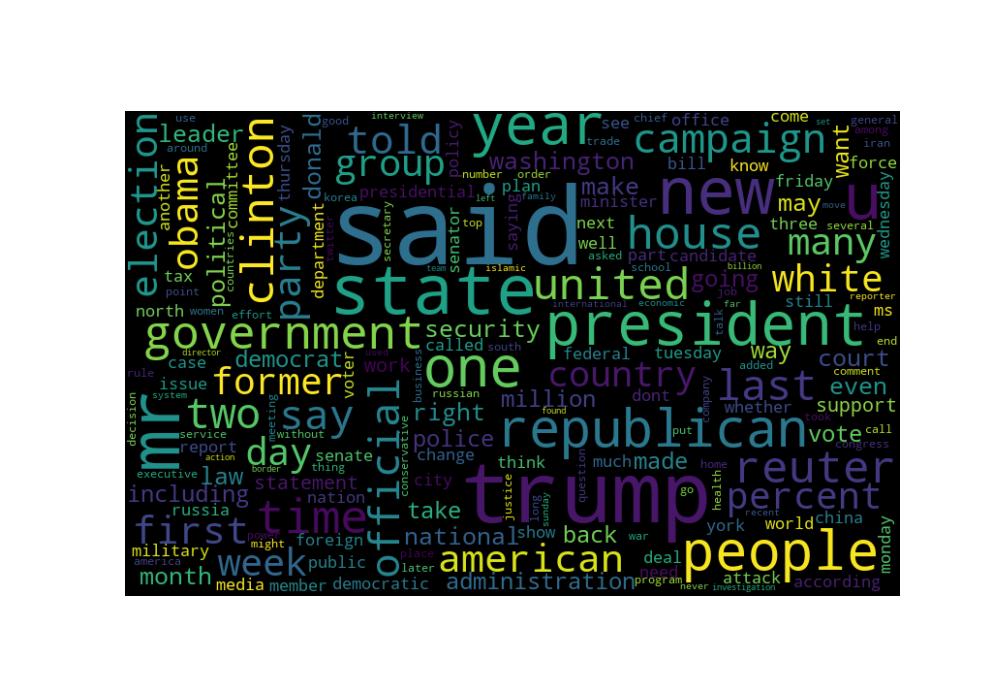 use
interview
come
set
general
election
another
around
leader
clinton
thursday
donald
good
told
policy
year
see
chief
office
trade
campaign
want
among
iran
obama
political
committee
countries
group
presidential
washington
number
order
bill
know
force
friday
wednesday
party
department
twitter
korea
secretary
said
senator
saying
plan
left
family
make
minister
new
may
u
move
top
next
well
asked
part
candidate
three
several
house
many
tax
point
north
women
effort
team
islamic
state
united
school
billion
going
job
white
still
reporter
ms
international
economic
far
talk
government
security
president
help
end
director
case
democrat
voter
used
work
called
south
business
russian
one
federal
tuesday
added
way
court
comment
rule
issue
system
former
country
company
last
even
dont
whether
support
decision
mr
two
meeting
say
official
conservative
right
million
found
republican
put
vote
call
congress
took
service
without
report
day
senate
police
change
think
much
made
home
reuter
executive
action
border
thing
law
statement
city
trump
question
go
health
percent
including
nation
russia
time
take
justice
long
sunday
york
recent
world
china
monday
first
power
might
foreign
national
show
back
war
military
america
week
public
place
later
american
deal
people
month
media
member
democratic
administration
need
program
never
attack
investigation
according